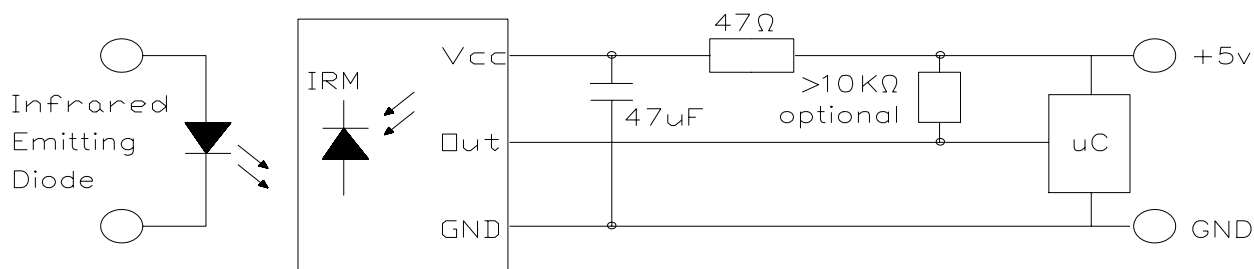 Infrared
Emitting
Diode
IRM
Vcc
Out
GND
47uF
47Ω
>10KΩ
optional
uC
+5v
GND